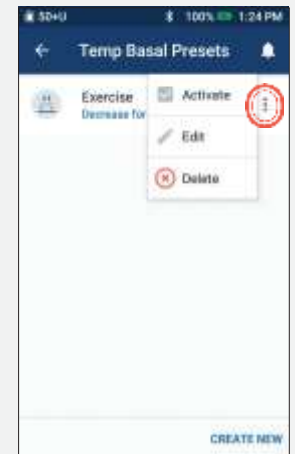 50+U 100% 1:24 PM
Temp Basal Presets
Exercise
Decrease for
Activate
Edit
Delete
CREATE NEW